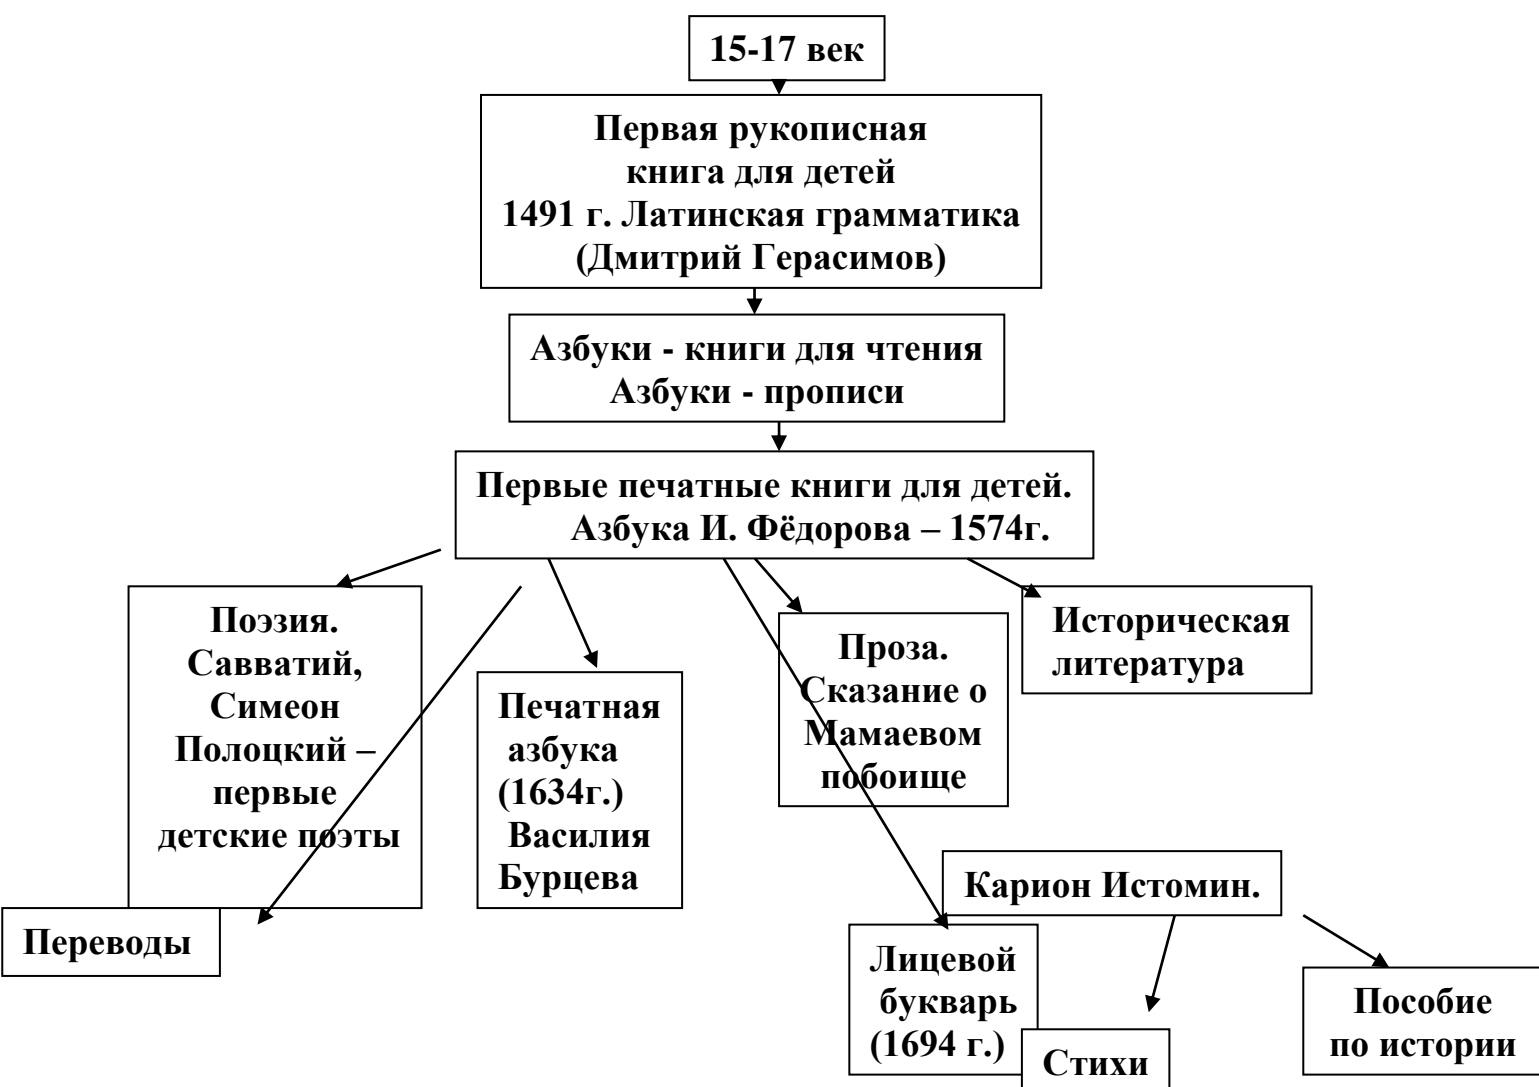 15-17 век
Первая рукописная
книга для детей
1491 г. Латинская грамматика
(Дмитрий Герасимов)
Азбуки - книги для чтения
Азбуки - прописи
Первые печатные книги для детей.
Азбука И. Фёдорова – 1574г.
Поэзия.
Савватий,
Симеон
Полоцкий –
первые
детские поэты
Переводы
Печатная
азбука
(1634г.)
Василия
Бурцева
Проза.
Сказание о
Мамаевом
побоище
Историческая
литература
Карион Истомин.
Лицевой
букварь
(1694 г.)
Стихи
Пособие
по истории